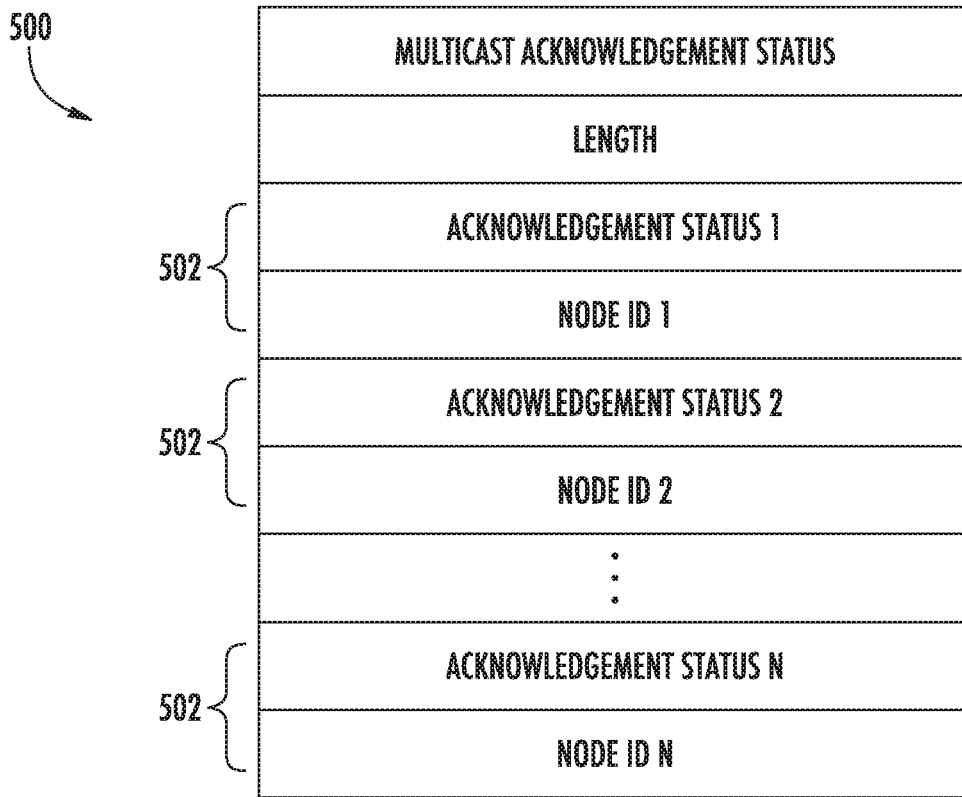 500
MULTICAST ACKNOWLEDGEMENT STATUS
LENGTH
502
ACKNOWLEDGEMENT STATUS 1
NODE ID 1
502
ACKNOWLEDGEMENT STATUS 2
NODE ID 2
502
ACKNOWLEDGEMENT STATUS N
NODE ID N